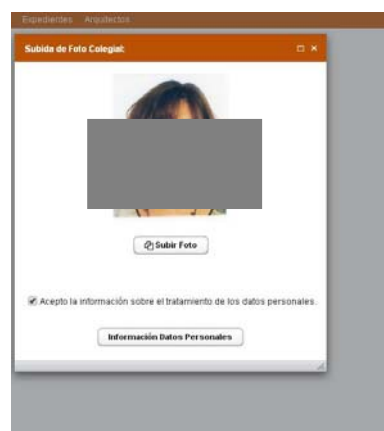 Expedientes Arquitectos
Subida de Foto Colegial:
Subir Foto
Acepto la información sobre el tratamiento de los datos personales.
Información Datos Personales